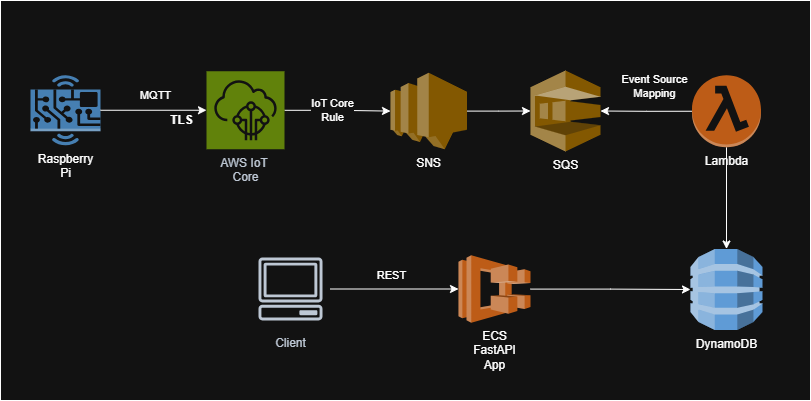 MQTT
TLS
IoT Core
Rule
Event Source
Mapping
Raspberry
Pi
AWS IoT
Core
SNS
SQS
Lambda
REST
Client
ECS
FastAPI
App
DynamoDB